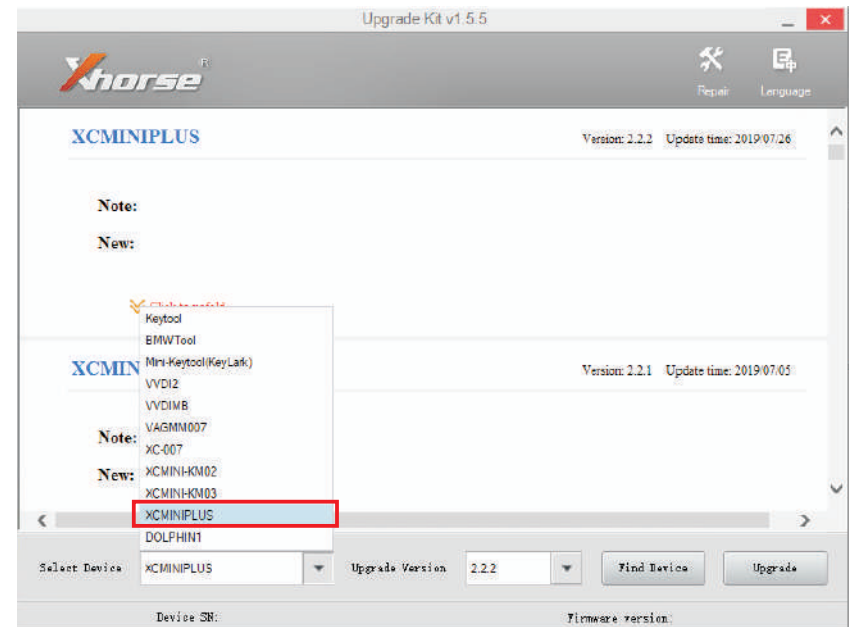 Upgrade Kit v1.5.5
Xhorse ®
Repair Language
XCMINIPLUS Version: 2.2.2 Update time: 2019/07/26
Note:
New:
Click to unfold
XCMIN Version: 2.2.1 Update time: 2019/07/05
Note:
New:
Keytool
BMWTool
Mini-Keytool(KeyLark)
VVDI2
VVDIMB
VAGMM007
XC-007
XCMINI-KM02
XCMINI-KM03
XCMINIPLUS
DOLPHIN1
Select Device XCMINIPLUS Upgrade Version 2.2.2 Find Device Upgrade
Device SN: Firmware version: